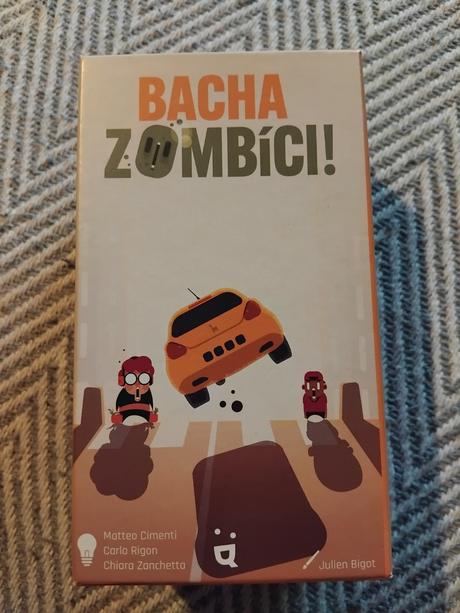 BACHA
ZOMBÍCI!
Matteo Cimenti
Carlo Rigon
Chiara Zanchetta
Julien Bigot